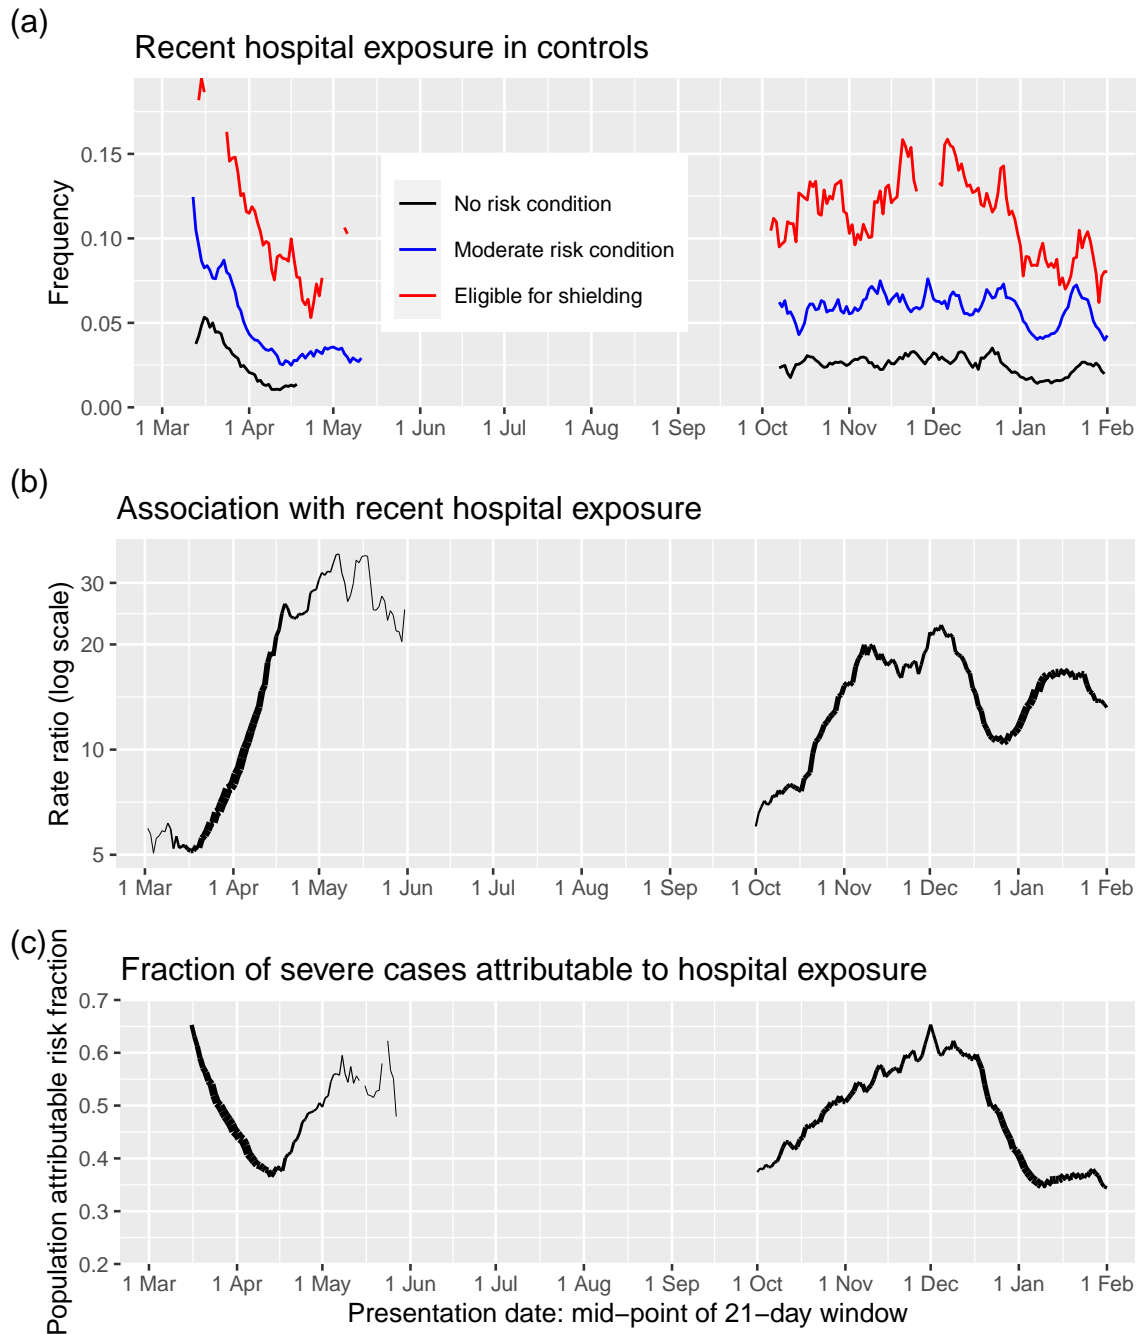 (a)
Recent hospital exposure in controls
Frequency
0.15
0.10
0.05
0.00
No risk condition
Moderate risk condition
Eligible for shielding
1 Mar 1 Apr 1 May 1 Jun 1 Jul 1 Aug 1 Sep 1 Oct 1 Nov 1 Dec 1 Jan 1 Feb
(b)
Association with recent hospital exposure
Rate ratio (log scale)
30
20
10
5
1 Mar 1 Apr 1 May 1 Jun 1 Jul 1 Aug 1 Sep 1 Oct 1 Nov 1 Dec 1 Jan 1 Feb
(c)
Fraction of severe cases attributable to hospital exposure
Population attributable risk fraction
0.7
0.6
0.5
0.4
0.3
0.2
1 Mar 1 Apr 1 May 1 Jun 1 Jul 1 Aug 1 Sep 1 Oct 1 Nov 1 Dec 1 Jan 1 Feb
Presentation date: mid−point of 21−day window